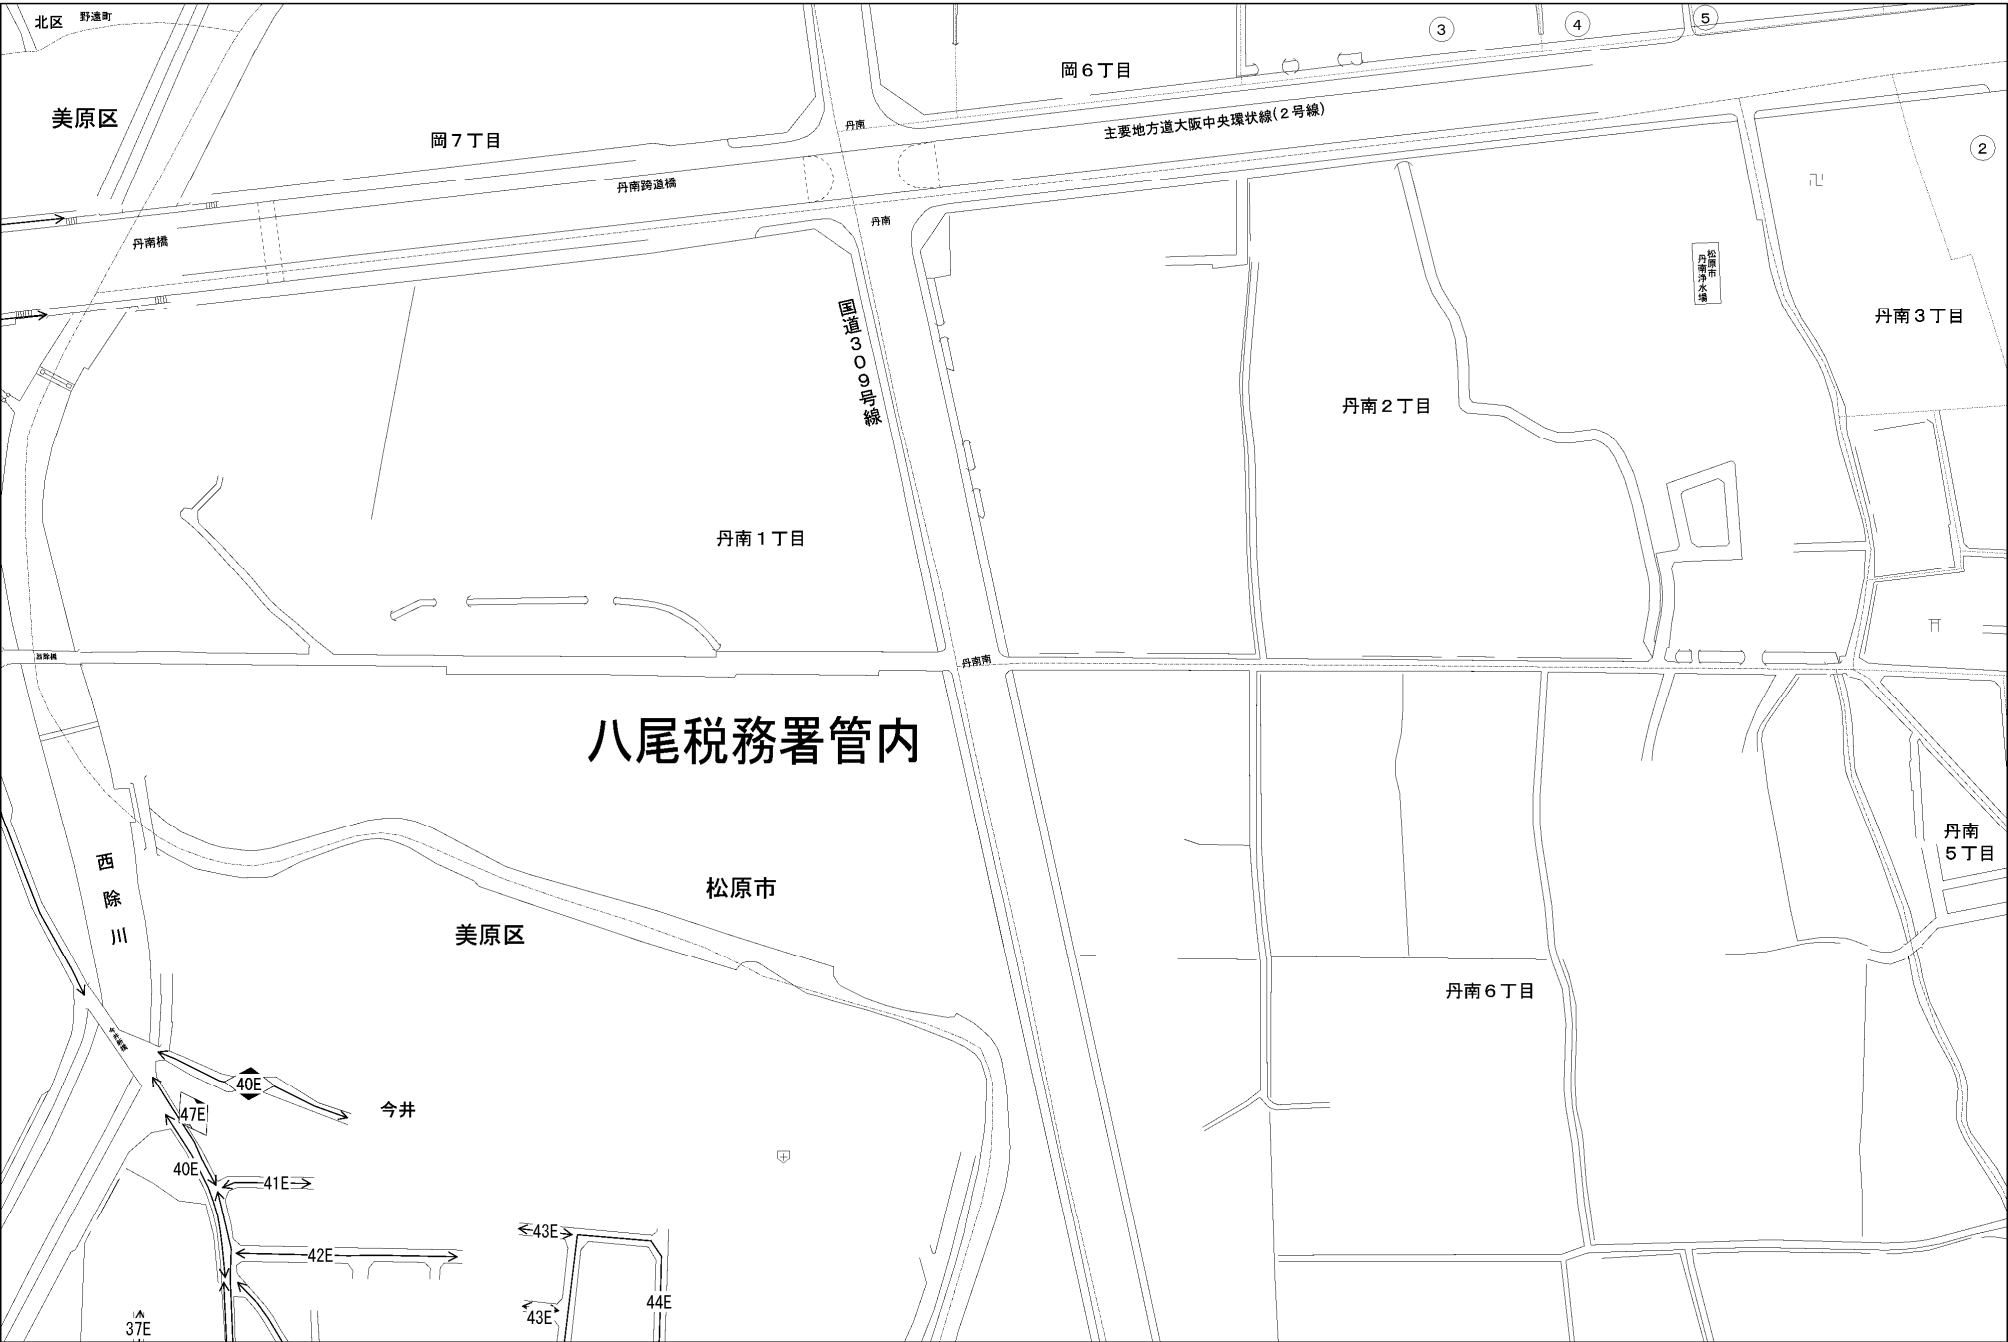 北区
野遠町
③
④
⑤
岡６丁目
美原区
丹南
主要地方道大阪中央環状線(２号線)
岡７丁目
②
丹南跨道橋
丹南
丹南橋
松原市
丹南浄水場
国道３０９号線
丹南３丁目
丹南２丁目
丹南１丁目
丹南南
八尾税務署管内
丹南
５丁目
西除川
松原市
美原区
丹南６丁目
40E
今井
47E
40E
41E
43E
42E
44E
43E
37E